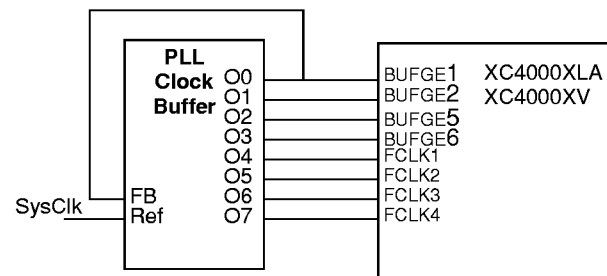 PLL
Clock
Buffer
O0
O1
O2
O3
O4
O5
O6
O7
FB
Ref
SysClk
BUFGE1
BUFGE2
BUFGE5
BUFGE6
FCLK1
FCLK2
FCLK3
FCLK4
XC4000XLA
XC4000XV